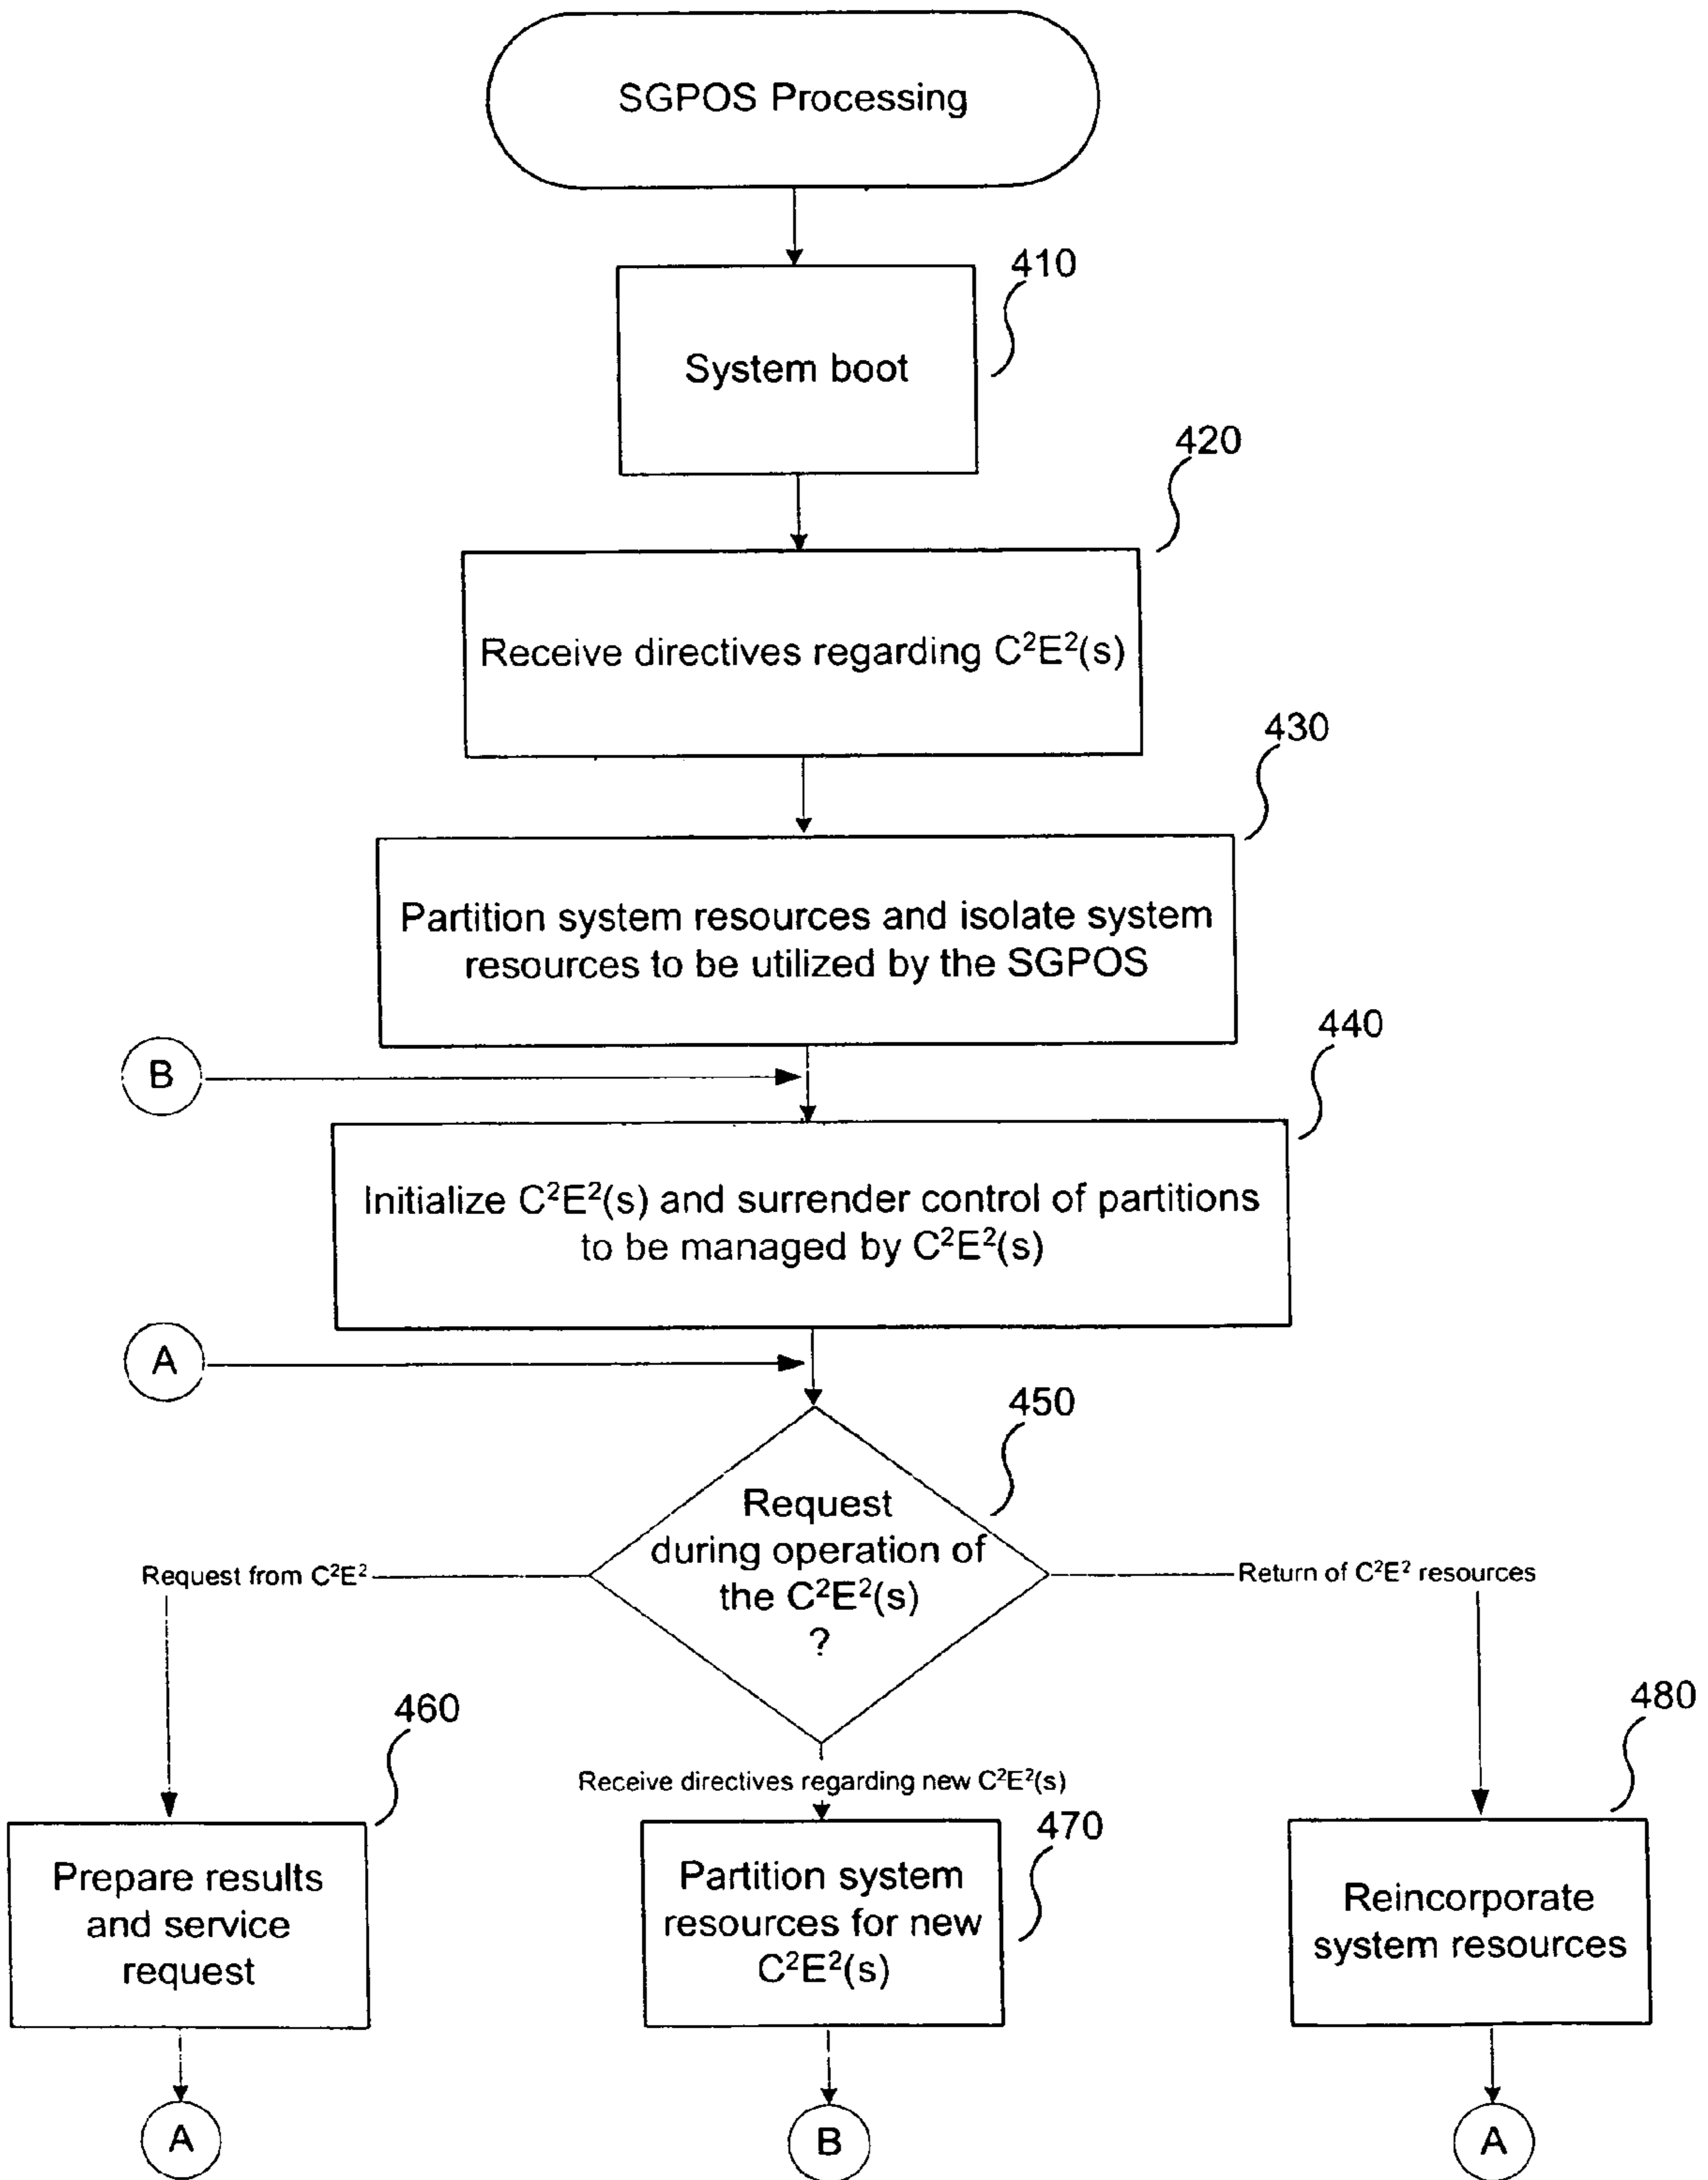 SGPOS Processing
410
System boot
420
Receive directives regarding C²E²(s)
430
Partition system resources and isolate system
resources to be utilized by the SGPOS
B
440
Initialize C²E²(s) and surrender control of partitions
to be managed by C²E²(s)
A
450
Request
during operation of
the C²E²(s)
?
Request from C²E²
Return of C²E² resources
460
480
Receive directives regarding new C²E²(s)
470
Prepare results
and service
request
Partition system
resources for new
C²E²(s)
Reincorporate
system resources
A
B
A